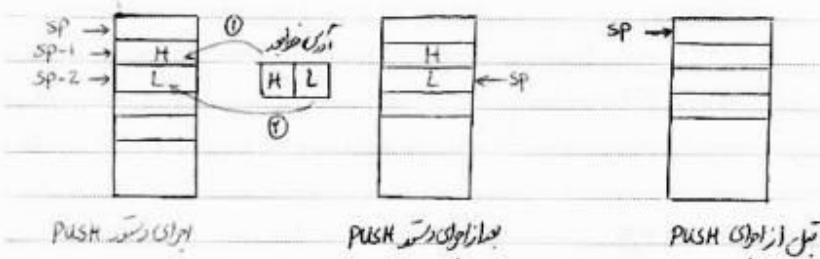 SP → ① آدرس SP →
SP-1 → H H
SP-2 → L H L L ← SP
②
اجرای دستور PUSH بعد از اجرای دستور PUSH قبل از اجرای PUSH